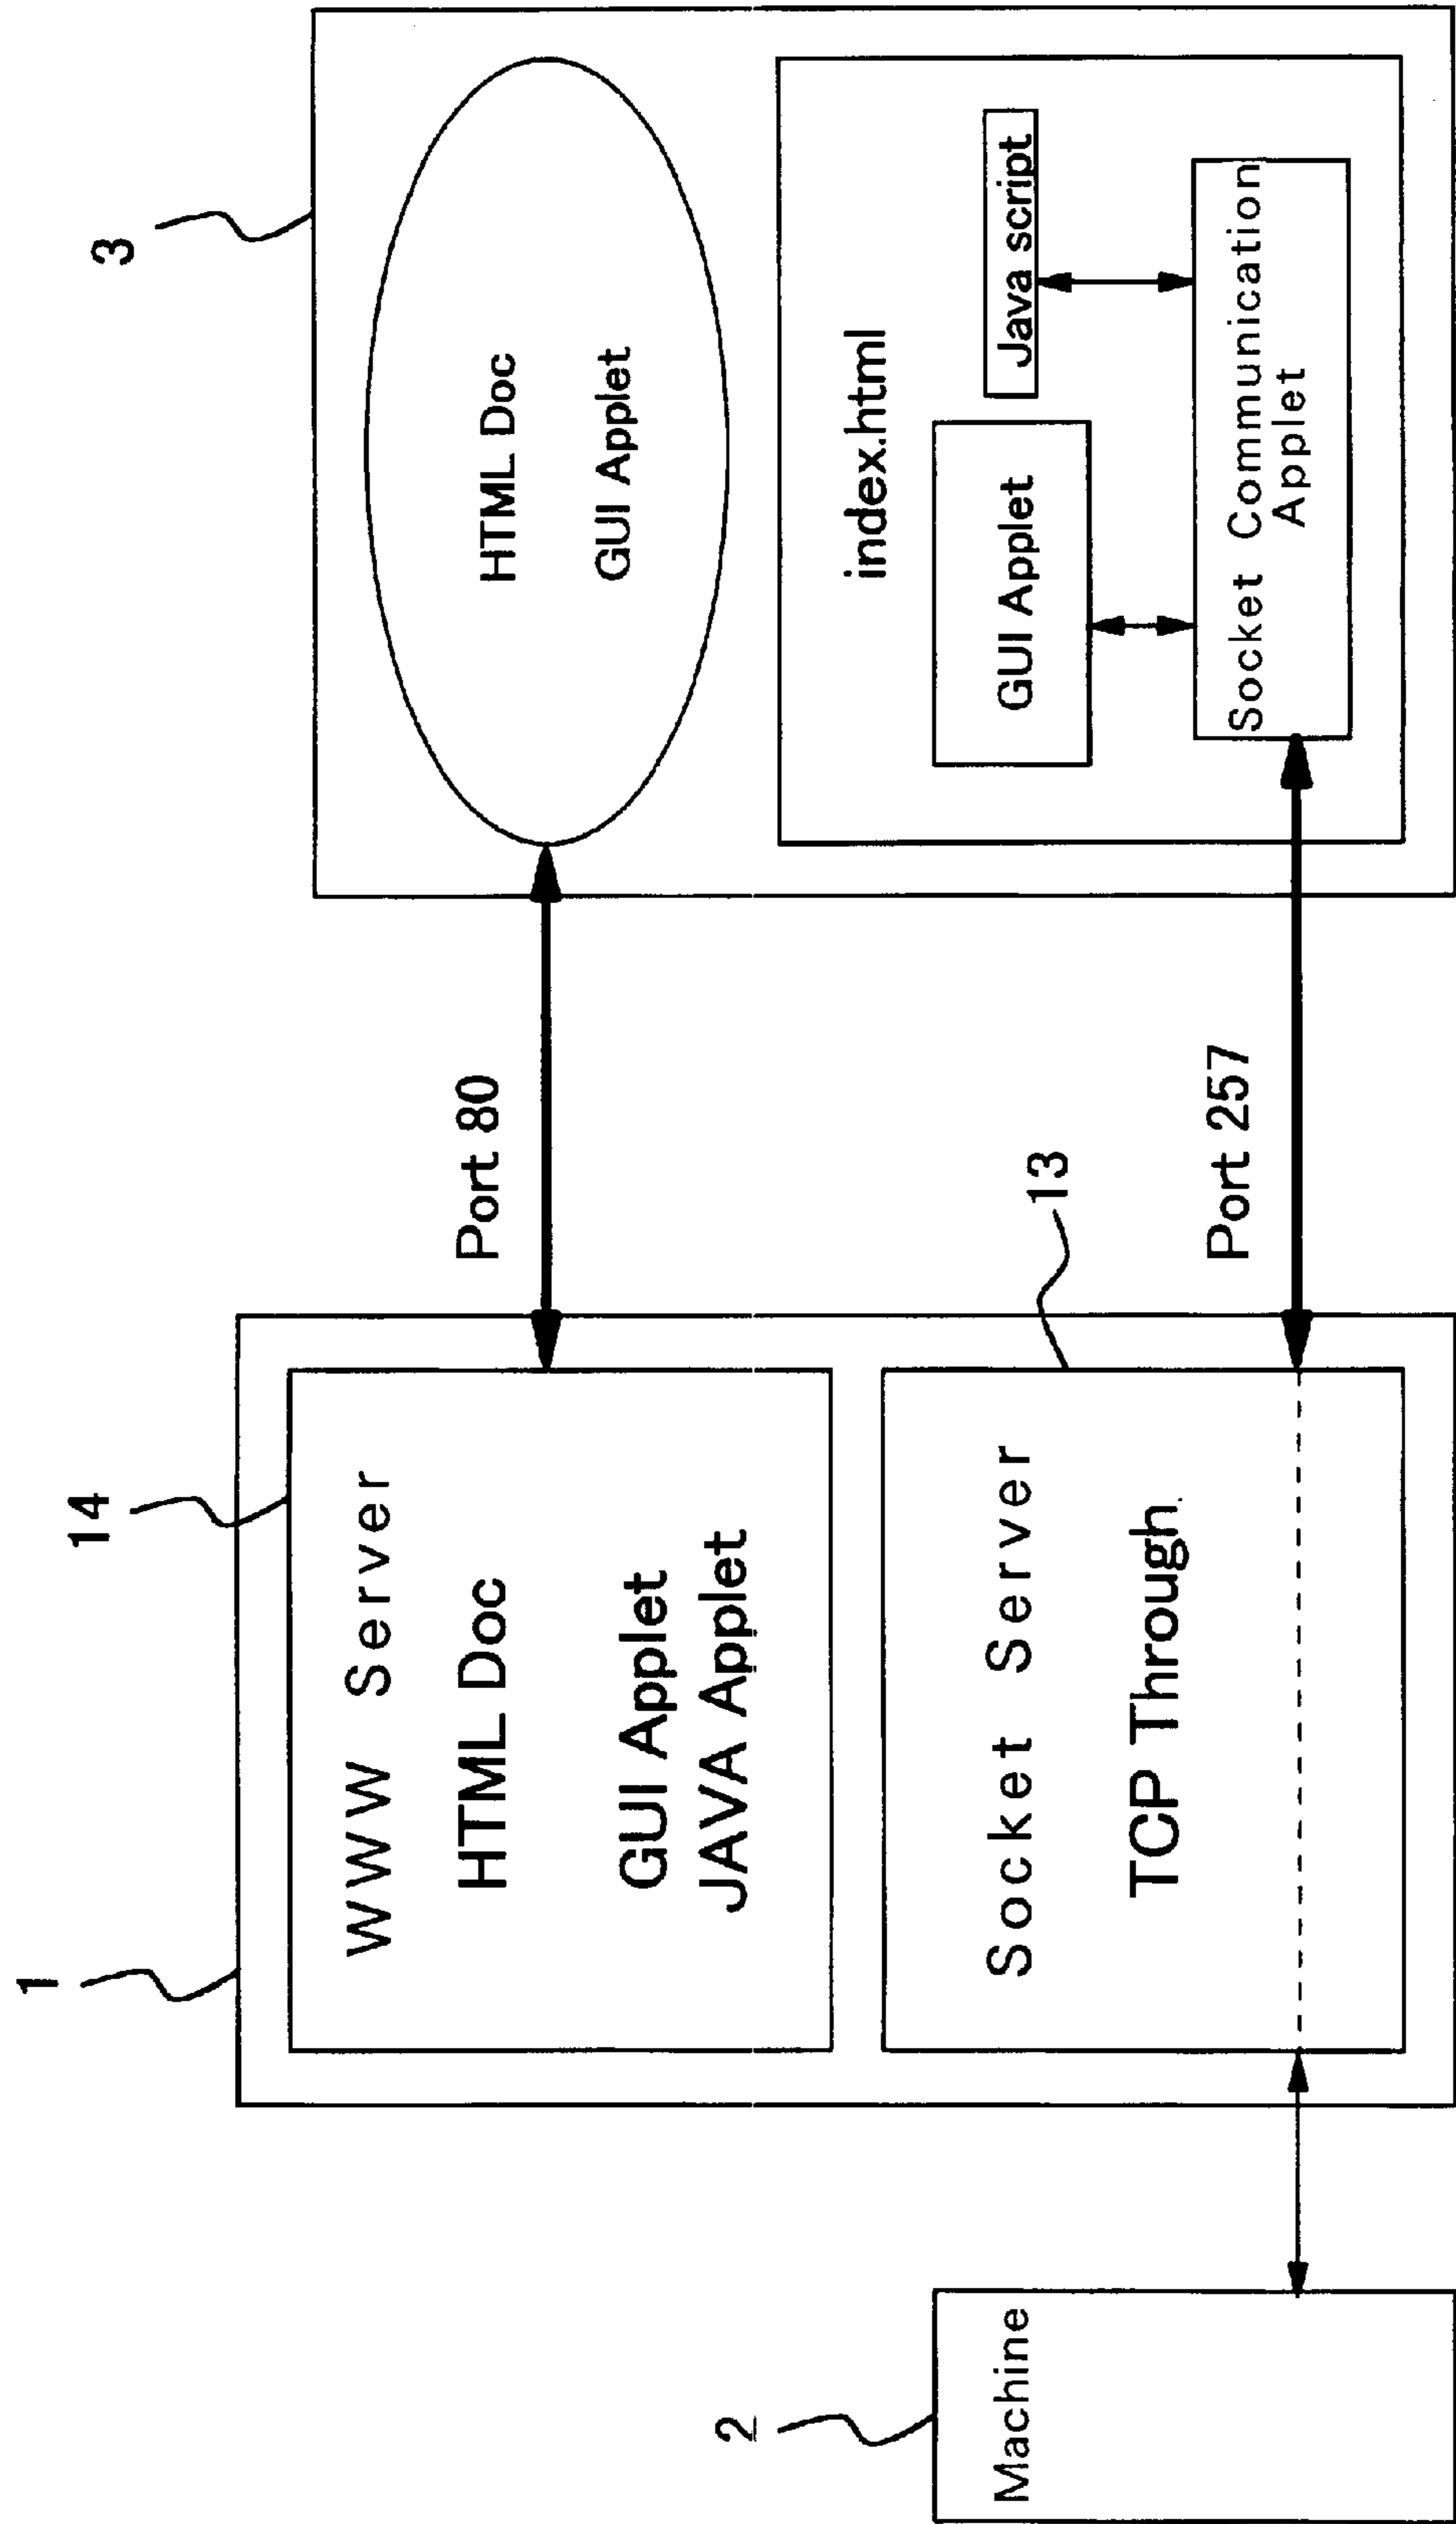 1
14
WWW Server
HTML Doc
GUI Applet
JAVA Applet
Port 80
3
HTML Doc
GUI Applet
2
Machine
13
Socket Server
TCP Through
Port 257
index.html
GUI Applet
Java script
Socket Communication
Applet